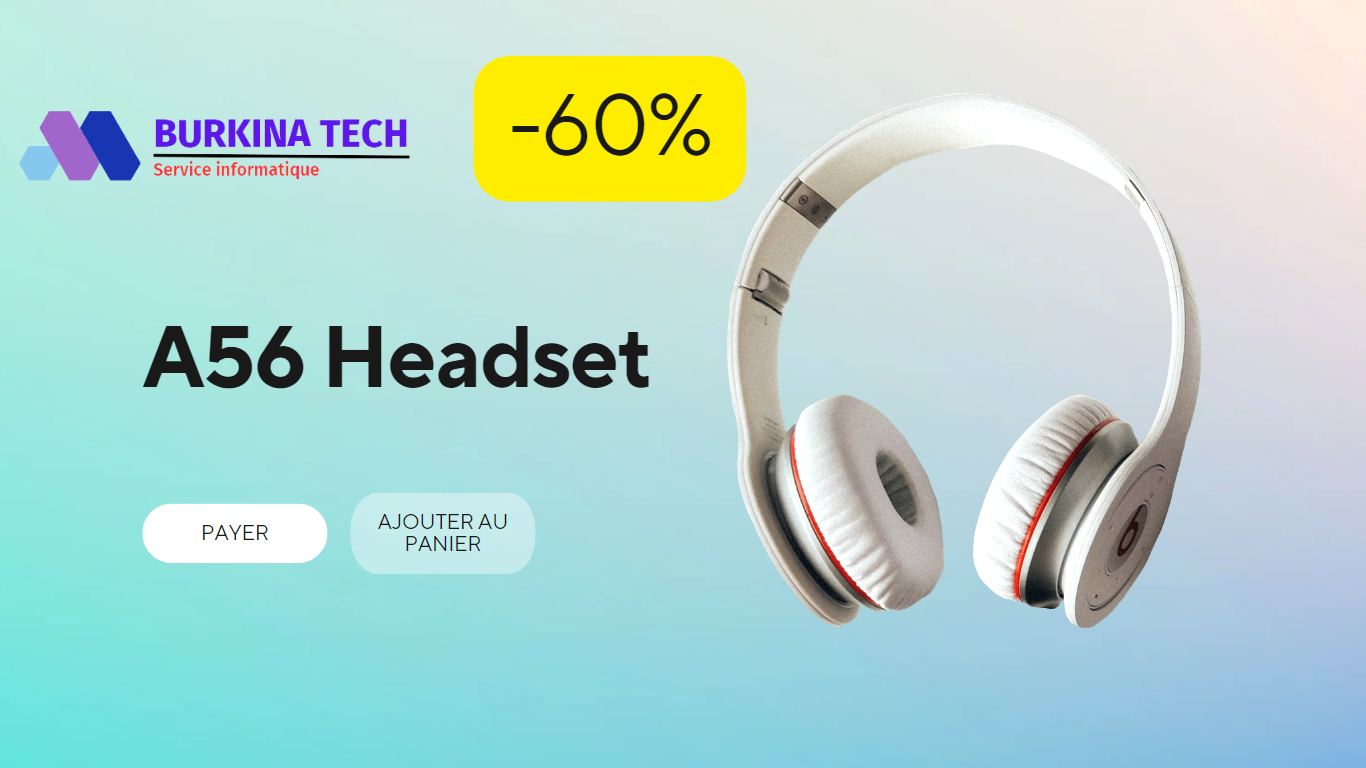 -60%
BURKINA TECH
Service informatique
A56 Headset
PAYER
AJOUTER AU
PANIER